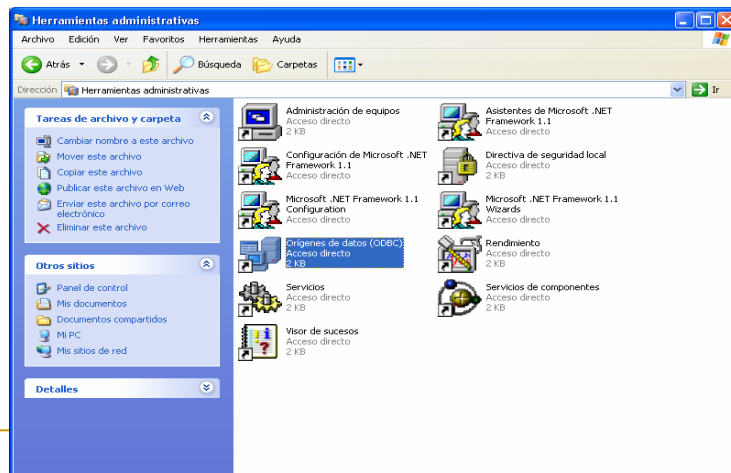 Herramientas administrativas
Archivo Edición Ver Favoritos Herramientas Ayuda
Atrás Búsqueda Carpetas
Dirección Herramientas administrativas Ir
Tareas de archivo y carpeta
Cambiar nombre a este archivo
Mover este archivo
Copiar este archivo
Publicar este archivo en Web
Enviar este archivo por correo
electrónico
Eliminar este archivo
Otros sitios
Panel de control
Mis documentos
Documentos compartidos
Mi PC
Mis sitios de red
Detalles
Administración de equipos
Acceso directo
2 KB
Asistentes de Microsoft .NET
Framework 1.1
Acceso directo
Configuración de Microsoft .NET
Framework 1.1
Acceso directo
Directiva de seguridad local
Acceso directo
2 KB
Microsoft .NET Framework 1.1
Configuration
Acceso directo
Microsoft .NET Framework 1.1
Wizards
Acceso directo
Orígenes de datos (ODBC)
Acceso directo
2 KB
Rendimiento
Acceso directo
2 KB
Servicios
Acceso directo
2 KB
Servicios de componentes
Acceso directo
2 KB
Visor de sucesos
Acceso directo
2 KB